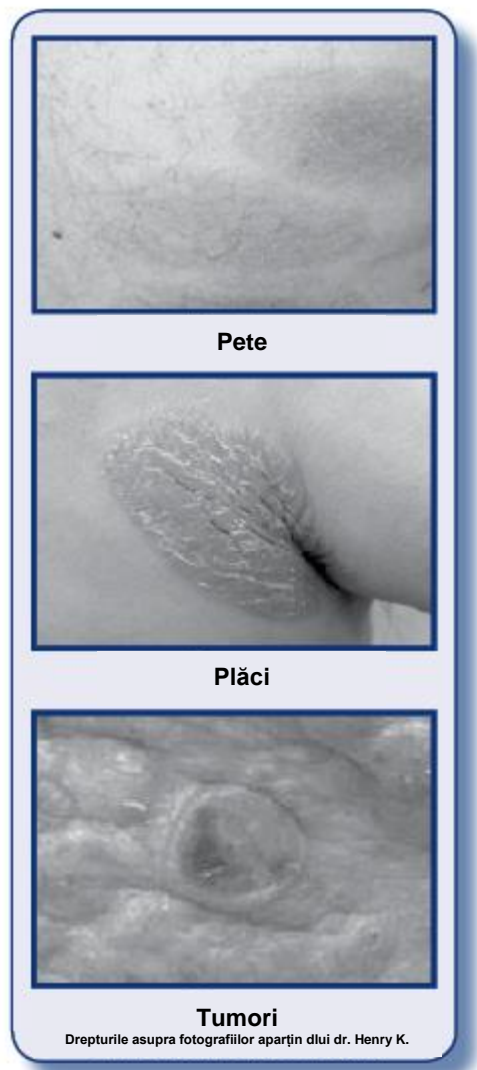 Pete
Plăci
Tumori
Drepturile asupra fotografiilor aparțin dlui dr. Henry K.